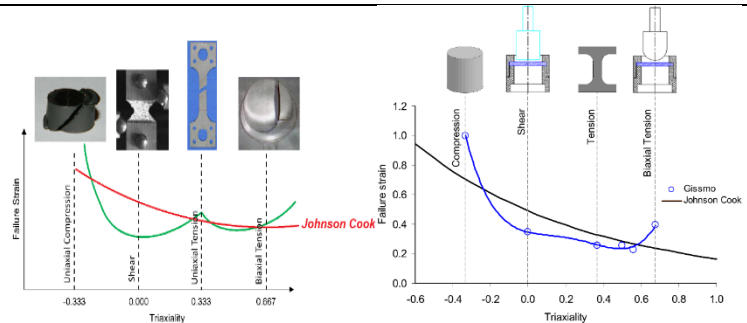 Failure Strain
Uniaxial Compression
Shear
Uniaxial Tension
Biaxial Tension
Johnson Cook
-0.333
0.000
0.333
0.667
Triaxiality
Failure strain
1.2
1.0
0.8
0.6
0.4
0.2
0.0
Compression
Shear
Tension
Biaxial Tension
Gissmo
Johnson Cook
-0.6
-0.4
-0.2
0.0
0.2
0.4
0.6
0.8
1.0
Triaxiality